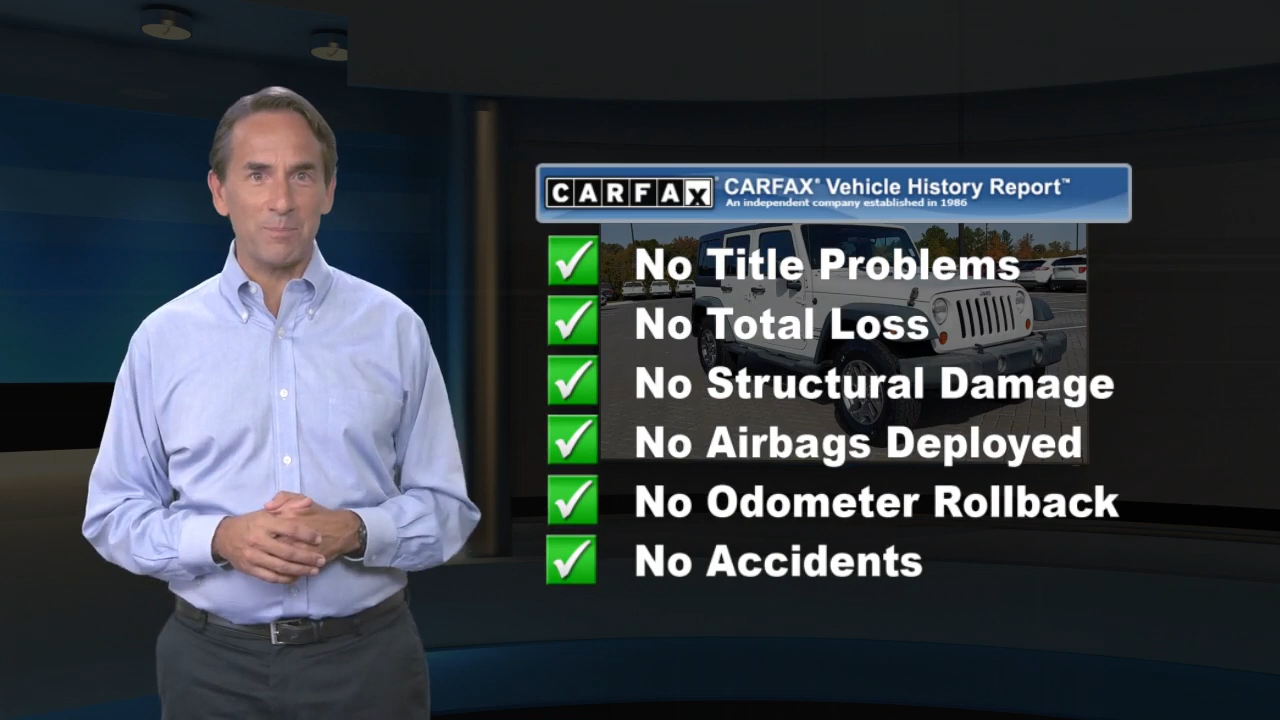 CARFAX® CARFAX® Vehicle History Report™
An independent company established in 1986
No Title Problems
No Total Loss
No Structural Damage
No Airbags Deployed
No Odometer Rollback
No Accidents